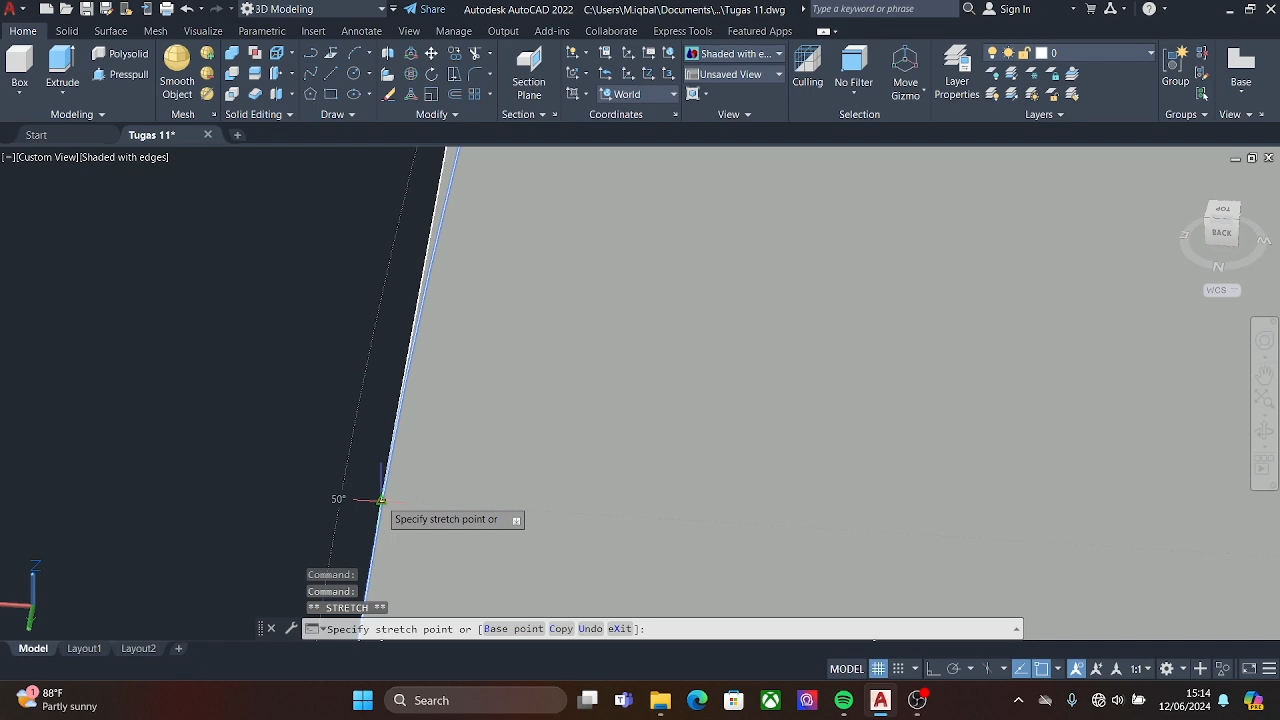 3D Modeling
Share
Autodesk AutoCAD 2022 C:\Users\M.iqbal\Documents\...\Tugas 11.dwg
Type a keyword or phrase
Sign In
Home Solid Surface Mesh Visualize Parametric Insert Annotate View Manage Output Add-ins Collaborate Express Tools Featured Apps
Box
Extrude
Polysolid
Presspull
Smooth
Object
Section
Plane
Shaded with e...
Unsaved View
World
Culling
No Filter
Move
Gizmo
Layer
Properties
0
Group
Base
Modeling
Mesh
Solid Editing
Draw
Modify
Section
Coordinates
View
Selection
Layers
Groups
View
Start
Tugas 11*
[−][Custom View][Shaded with edges]
TOP
BACK
N
WCS
50°
Specify stretch point or
Z
Command:
Command:
** STRETCH **
Specify stretch point or [Base point Copy Undo eXit]:
Model Layout1 Layout2
MODEL
1:1
1
88°F
Partly sunny
Search
15:14
12/06/2024